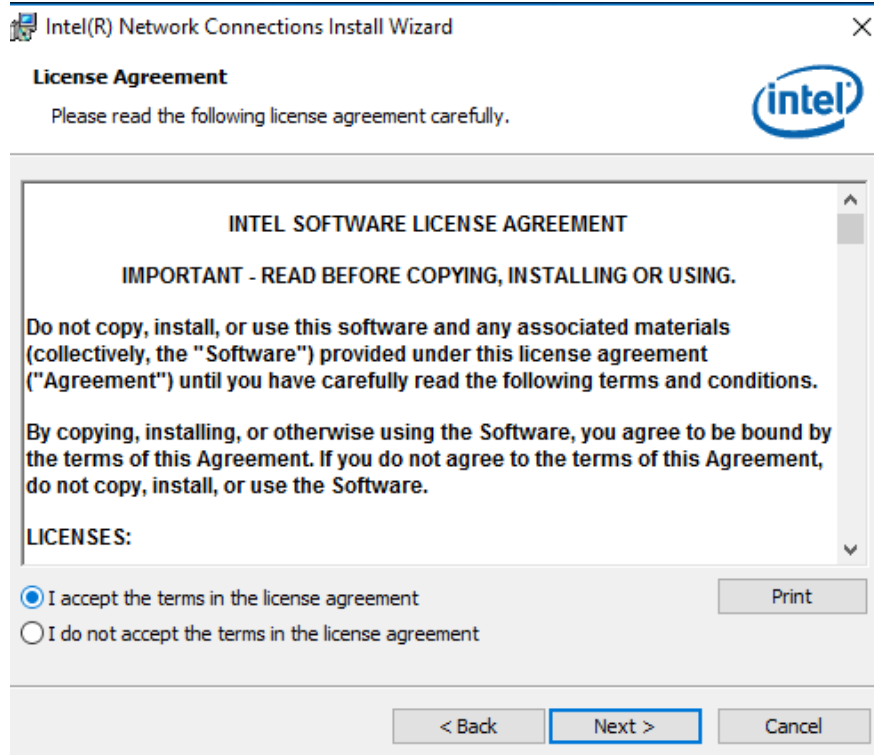 Intel(R) Network Connections Install Wizard
License Agreement
Please read the following license agreement carefully.
intel
INTEL SOFTWARE LICENSE AGREEMENT
IMPORTANT - READ BEFORE COPYING, INSTALLING OR USING.
Do not copy, install, or use this software and any associated materials
(collectively, the "Software") provided under this license agreement
("Agreement") until you have carefully read the following terms and conditions.
By copying, installing, or otherwise using the Software, you agree to be bound by
the terms of this Agreement. If you do not agree to the terms of this Agreement,
do not copy, install, or use the Software.
LICENSES:
I accept the terms in the license agreement
Print
I do not accept the terms in the license agreement
< Back
Next >
Cancel